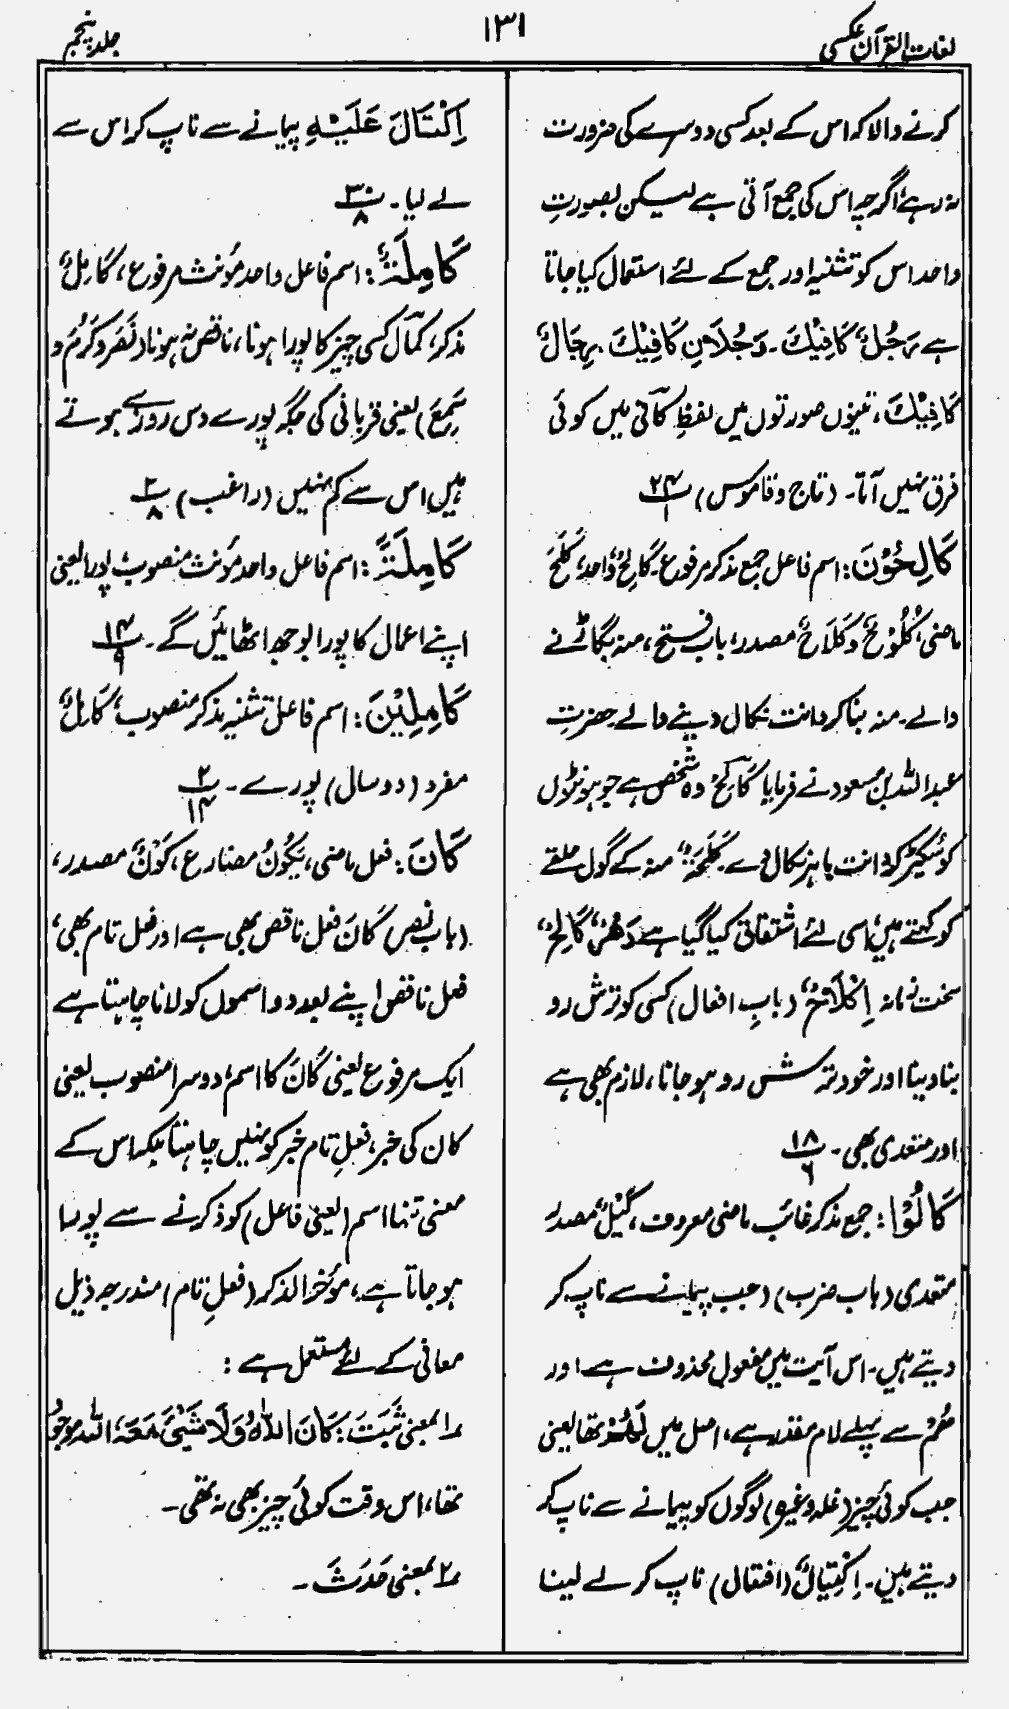 لغات القرآن عکسی
۱۳۱
جلد پنجم
کرنے والا کہ اس کے بعد کسی دوسرے کی ضرورت
نہ رہے، اگرچہ اس کی جمع آتی ہے لیکن بصورتِ
واحد اس کو تثنیہ اور جمع کے لئے استعمال کیا جاتا
ہے رَجُلٌ کَافِیْکَ۔ رَجُلَانِ کَافِیْکَ۔ رِجَالٌ
کَافِیْکَ، تینوں صورتوں میں لفظِ کافی میں کوئی
فرق نہیں آتا۔ (تاج و قاموس) ۲۴/۱
کَالِحُوْنَ: اسم فاعل جمع مذکر مرفوع۔ کَالِحٌ واحد، کَلَحَ
ماضی، کُلُوْحٌ وَکَلَاحٌ مصدر، باب فتح، منہ بگاڑنے
والے۔ منہ بنا کر دانت نکال دینے والے۔ حضرت
عبد اللہ بن مسعود نے فرمایا کَالِحٌ وہ شخص ہے جو ہونٹوں
کو سکیڑ کر دانت باہر نکال دے۔ کَلَحَۃٌ منہ کے گول حلقے
کو کہتے ہیں، اسی لئے اشتقاق کیا گیا ہے دَھْرٌ کَالِحٌ،
سخت زمانہ اِکْلَاحٌ (بابِ افعال) کسی کو ترش رو
بنا دینا اور خود ترش رو ہو جانا، لازم بھی ہے
اور متعدی بھی۔ ۱۸/۶
کَالُوْا: جمع مذکر غائب ماضی معروف، کَیْلٌ مصدر
متعدی (باب ضرب) (جب پیمانے سے ناپ کر
دیتے ہیں۔ اس آیت میں مفعول محذوف ہے اور
ھُمْ سے پہلے لام مقدر ہے، اصل میں لَھُمْ تھا یعنی
جب کوئی چیز (غلہ وغیرہ) لوگوں کو پیمانے سے ناپ کر
دیتے ہیں۔ اِکْتِیَالٌ (افتعال) ناپ کر لے لینا
اِکْتَالَ عَلَیْہِ پیمانے سے ناپ کر اس سے
لے لیا۔ ۳۰/۸
کَامِلَۃٌ: اسم فاعل واحد مؤنث مرفوع، کَامِلٌ
مذکر، کمال کسی چیز کا پورا ہونا، ناقص نہ ہونا (نَصَرَ وَکَرُمَ و
سَمِعَ) یعنی قربانی کی جگہ پورے دس روزے ہوتے
ہیں اس سے کم نہیں (راغب) ۲/۸
کَامِلَۃً: اسم فاعل واحد مؤنث منصوب، پورا یعنی
اپنے اعمال کا پورا بوجھ اٹھائیں گے۔ ۱۴/۹
کَامِلَیْنِ: اسم فاعل تثنیہ مذکر منصوب، کَامِلٌ
مفرد (دو سال) پورے۔ ۲/۱۴
کَانَ: فعل ماضی، یَکُوْنُ مضارع، کَوْنٌ مصدر،
(باب نصر) کَانَ فعل ناقص بھی ہے اور فعل تام بھی،
فعل ناقص اپنے بعد دو اسموں کو لانا چاہتا ہے
ایک مرفوع یعنی کَانَ کا اسم، دوسرا منصوب یعنی
کان کی خبر، فعلِ تام خبر کو نہیں چاہتا بلکہ اس کے
معنی تنہا اسم (یعنی فاعل) کو ذکر نے سے پورا
ہو جاتا ہے، مؤخر الذکر (فعلِ تام) مندرجہ ذیل
معانی کے لئے مستعمل ہے:
۱ بمعنی ثَبَتَ: کَانَ اللہُ وَلَا شَیْئَ مَعَہٗ، اللہ موجود
تھا، اس وقت کوئی چیز بھی نہ تھی۔
۲ بمعنی حَدَثَ۔